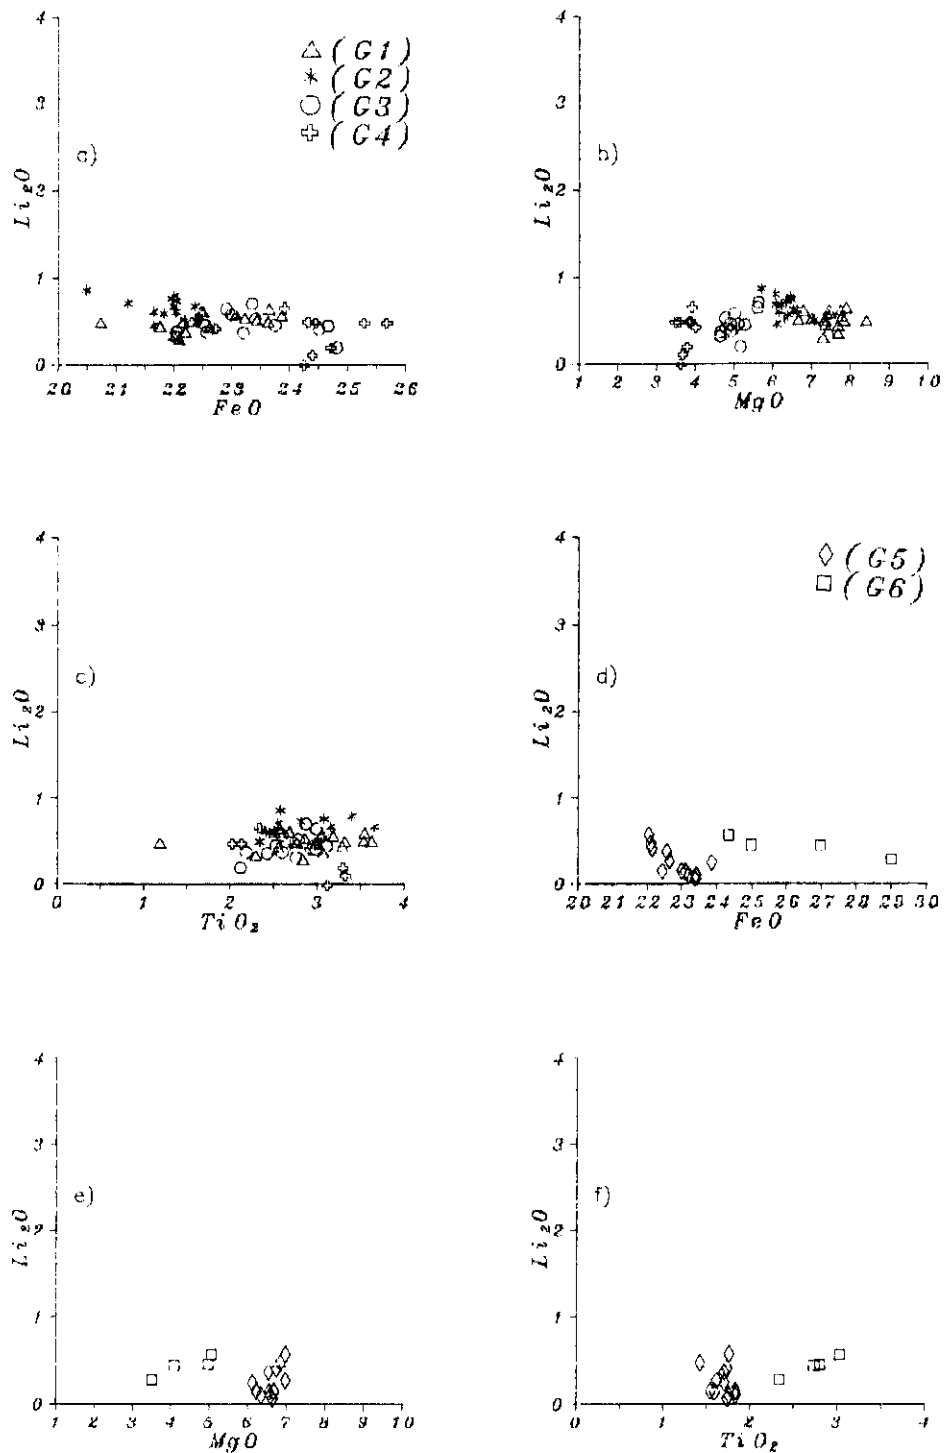 4
3
2
1
0
Li₂O
a)
△ (G1)
* (G2)
○ (G3)
✚ (G4)
20 21 22 23 24 25 26
FeO
4
3
2
1
0
Li₂O
b)
1 2 3 4 5 6 7 8 9 10
MgO
4
3
2
1
0
Li₂O
c)
0 1 2 3 4
TiO₂
4
3
2
1
0
Li₂O
d)
◇ (G5)
□ (G6)
20 21 22 23 24 25 26 27 28 29 30
FeO
4
3
2
1
0
Li₂O
e)
1 2 3 4 5 6 7 8 9 10
MgO
4
3
2
1
0
Li₂O
f)
0 1 2 3 4
TiO₂